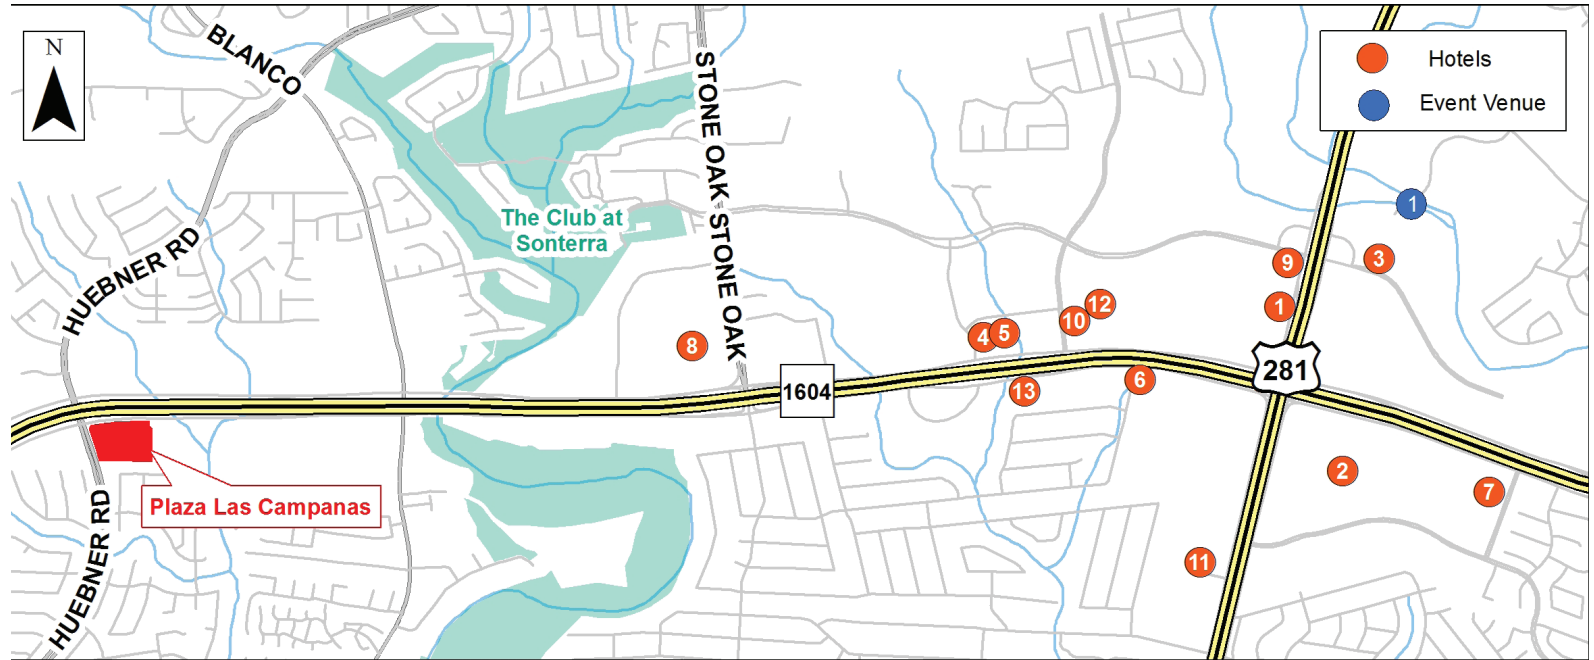 N
BLANCO
STONE OAK
STONE OAK
Hotels
Event Venue
1
The Club at
Sonterra
HUEBNER RD
9
3
1
12
10
4
5
8
281
1604
13
6
2
7
Plaza Las Campanas
HUEBNER RD
11